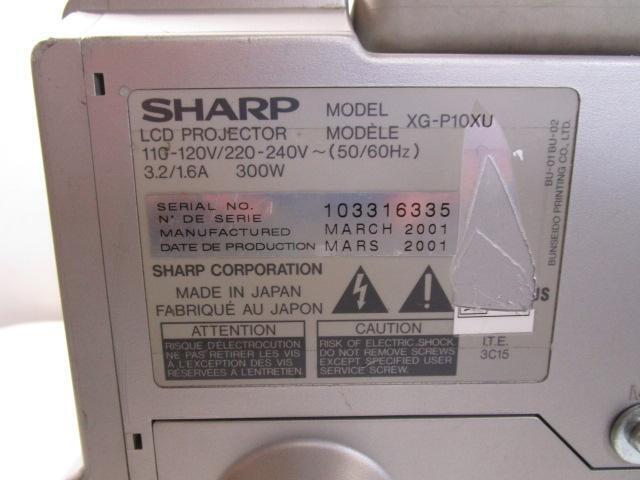 SHARP MODEL XG-P10XU
LCD PROJECTOR MODÈLE
110-120V/220-240V~(50/60Hz)
3.2/1.6A 300W
SERIAL NO. 103316335
N° DE SERIE
MANUFACTURED MARCH 2001
DATE DE PRODUCTION MARS 2001
SHARP CORPORATION
MADE IN JAPAN
FABRIQUÉ AU JAPON
ATTENTION
RISQUE D'ELECTROCUTION.
NE PAS RETIRER LES VIS
A L'EXCEPTION DES VIS
RÉSERVÉES A L'ENTRETIEN.
CAUTION
RISK OF ELECTRIC SHOCK.
DO NOT REMOVE SCREWS
EXCEPT SPECIFIED USER
SERVICE SCREW.
US
I.T.E.
3C15
BU-01 BU-02
BUNSEIDO PRINTING CO., LTD.